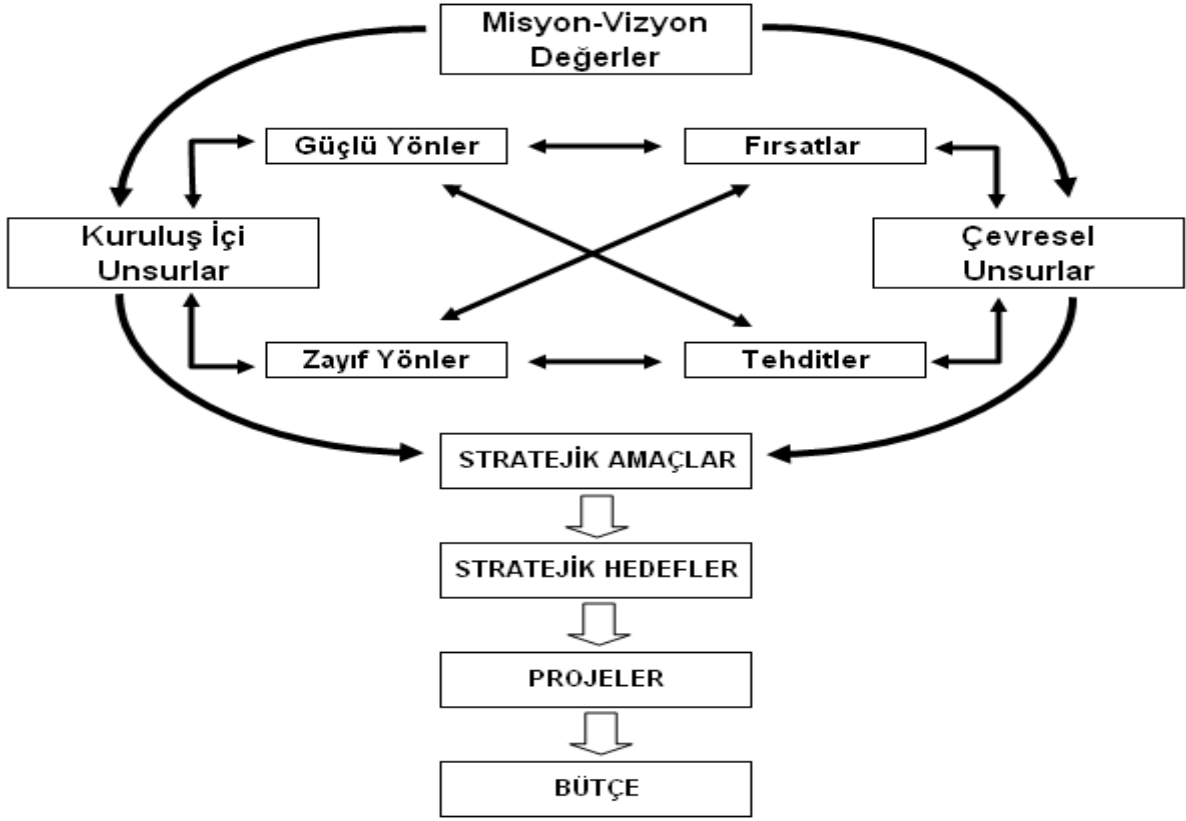 Misyon-Vizyon
Değerler
Güçlü Yönler
Fırsatlar
Kuruluş İçi
Unsurlar
Çevresel
Unsurlar
Zayıf Yönler
Tehditler
STRATEJİK AMAÇLAR
STRATEJİK HEDEFLER
PROJELER
BÜTÇE